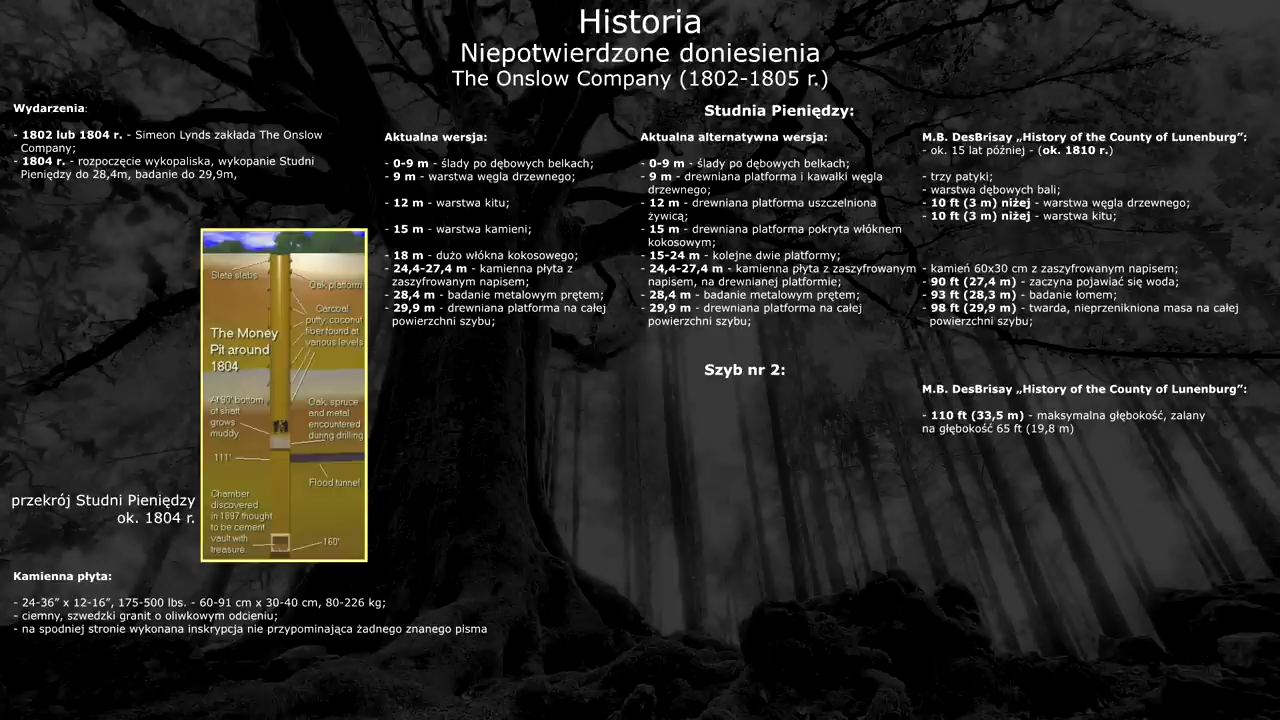 Historia
Niepotwierdzone doniesienia
The Onslow Company (1802-1805 r.)
Wydarzenia:
- 1802 lub 1804 r. - Simeon Lynds zakłada The Onslow
Company;
- 1804 r. - rozpoczęcie wykopaliska, wykopanie Studni
Pieniędzy do 28,4m, badanie do 29,9m,
Studnia Pieniędzy:
Aktualna wersja:
- 0-9 m - ślady po dębowych belkach;
- 9 m - warstwa węgla drzewnego;
- 12 m - warstwa kitu;
- 15 m - warstwa kamieni;
- 18 m - dużo włókna kokosowego;
- 24,4-27,4 m - kamienna płyta z
zaszyfrowanym napisem;
- 28,4 m - badanie metalowym prętem;
- 29,9 m - drewniana platforma na całej
powierzchni szybu;
Aktualna alternatywna wersja:
- 0-9 m - ślady po dębowych belkach;
- 9 m - drewniana platforma i kawałki węgla
drzewnego;
- 12 m - drewniana platforma uszczelniona
żywicą;
- 15 m - drewniana platforma pokryta włóknem
kokosowym;
- 15-24 m - kolejne dwie platformy;
- 24,4-27,4 m - kamienna płyta z zaszyfrowanym
napisem, na drewnianej platformie;
- 28,4 m - badanie metalowym prętem;
- 29,9 m - drewniana platforma na całej
powierzchni szybu;
M.B. DesBrisay „History of the County of Lunenburg”:
- ok. 15 lat później - (ok. 1810 r.)
- trzy patyki;
- warstwa dębowych bali;
- 10 ft (3 m) niżej - warstwa węgla drzewnego;
- 10 ft (3 m) niżej - warstwa kitu;
- kamień 60x30 cm z zaszyfrowanym napisem;
- 90 ft (27,4 m) - zaczyna pojawiać się woda;
- 93 ft (28,3 m) - badanie łomem;
- 98 ft (29,9 m) - twarda, nieprzenikniona masa na całej
powierzchni szybu;
Szyb nr 2:
M.B. DesBrisay „History of the County of Lunenburg”:
- 110 ft (33,5 m) - maksymalna głębokość, zalany
na głębokość 65 ft (19,8 m)
Slate slabs
Oak platform
Carcoal
putty, coconut
fiber found at
various levels
The Money
Pit around
1804
At 90' bottom
of shaft
grows
muddy
Oak, spruce
and metal
encountered
during drilling
111'
Flood tunnel
Chamber
discovered
in 1897 thought
to be cement
vault with
treasure.
160'
przekrój Studni Pieniędzy
ok. 1804 r.
Kamienna płyta:
- 24-36” x 12-16”, 175-500 lbs. - 60-91 cm x 30-40 cm, 80-226 kg;
- ciemny, szwedzki granit o oliwkowym odcieniu;
- na spodniej stronie wykonana inskrypcja nie przypominająca żadnego znanego pisma